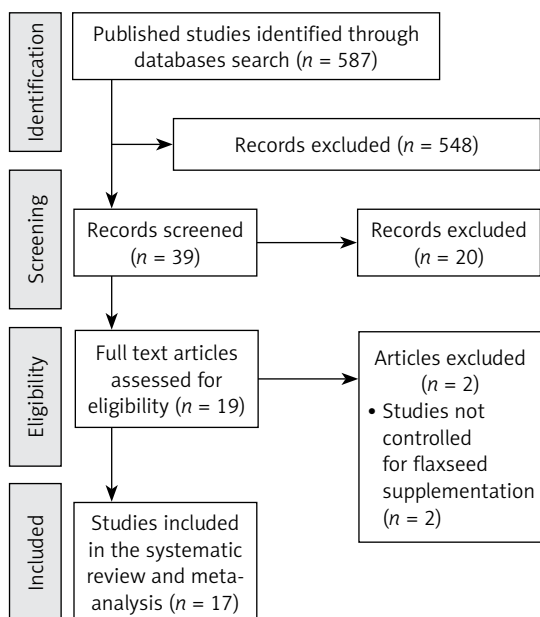 Identification
Published studies identified through
databases search (n = 587)
Records excluded (n = 548)
Screening
Records screened
(n = 39)
Records excluded
(n = 20)
Eligibility
Full text articles
assessed for
eligibility (n = 19)
Articles excluded
(n = 2)
• Studies not
controlled
for flaxseed
supplementation
(n = 2)
Included
Studies included
in the systematic
review and meta-
analysis (n = 17)